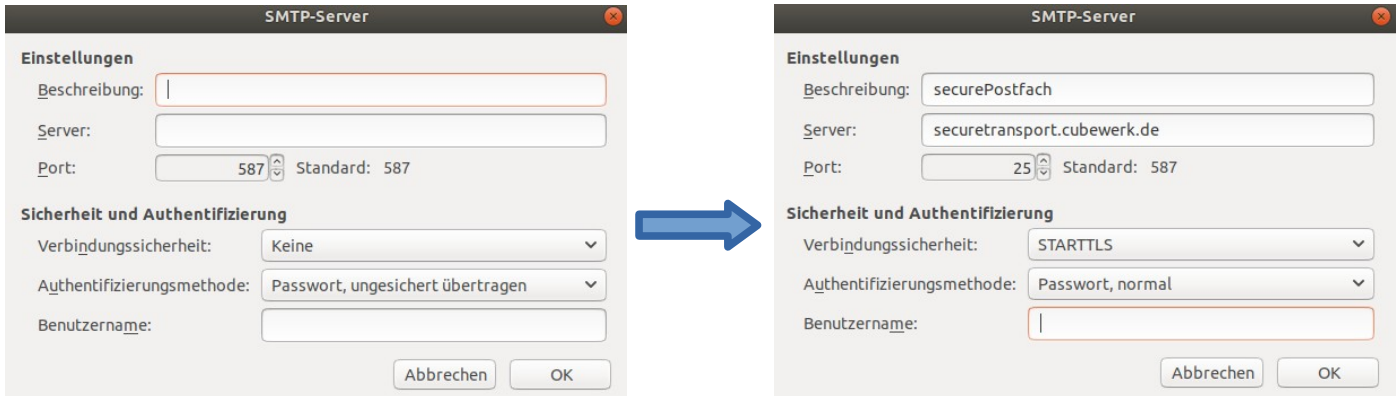 SMTP-Server
Einstellungen
Beschreibung:
Server:
Port: 587 Standard: 587
Sicherheit und Authentifizierung
Verbindungssicherheit: Keine
Authentifizierungsmethode: Passwort, ungesichert übertragen
Benutzername:
Abbrechen OK
SMTP-Server
Einstellungen
Beschreibung: securePostfach
Server: securetransport.cubewerk.de
Port: 25 Standard: 587
Sicherheit und Authentifizierung
Verbindungssicherheit: STARTTLS
Authentifizierungsmethode: Passwort, normal
Benutzername:
Abbrechen OK